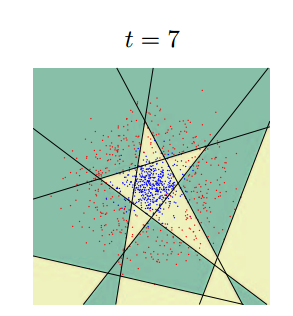 t = 7